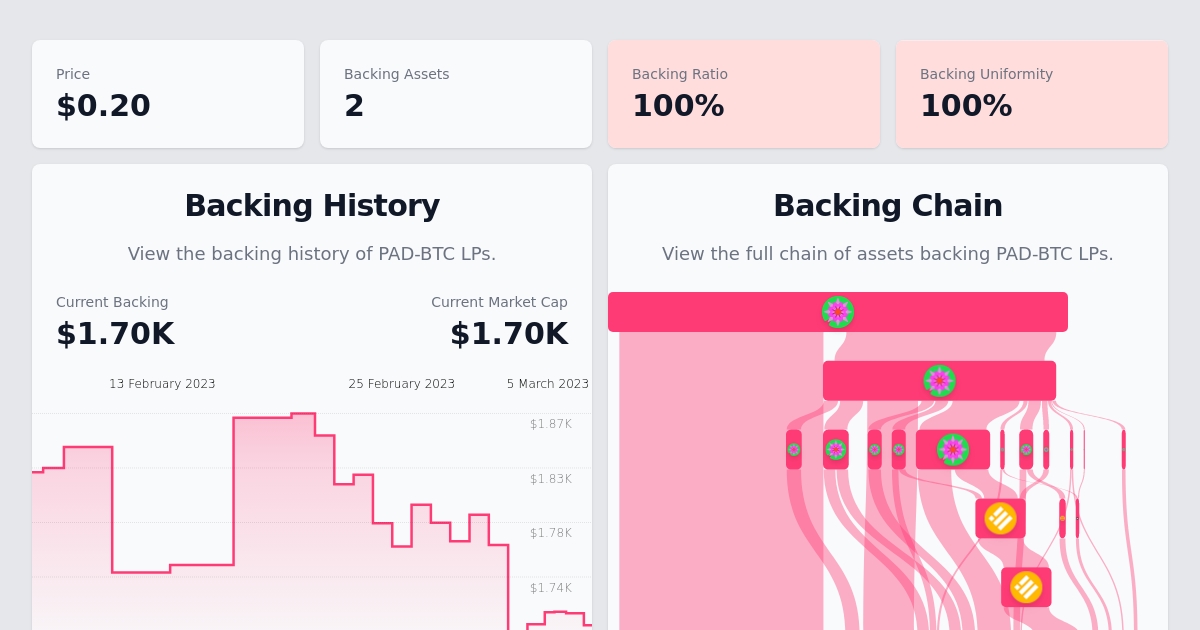 Price
$0.20
Backing Assets
2
Backing Ratio
100%
Backing Uniformity
100%
Backing History
View the backing history of PAD-BTC LPs.
Current Backing
$1.70K
Current Market Cap
$1.70K
13 February 2023
25 February 2023
5 March 2023
$1.87K
$1.83K
$1.78K
$1.74K
Backing Chain
View the full chain of assets backing PAD-BTC LPs.